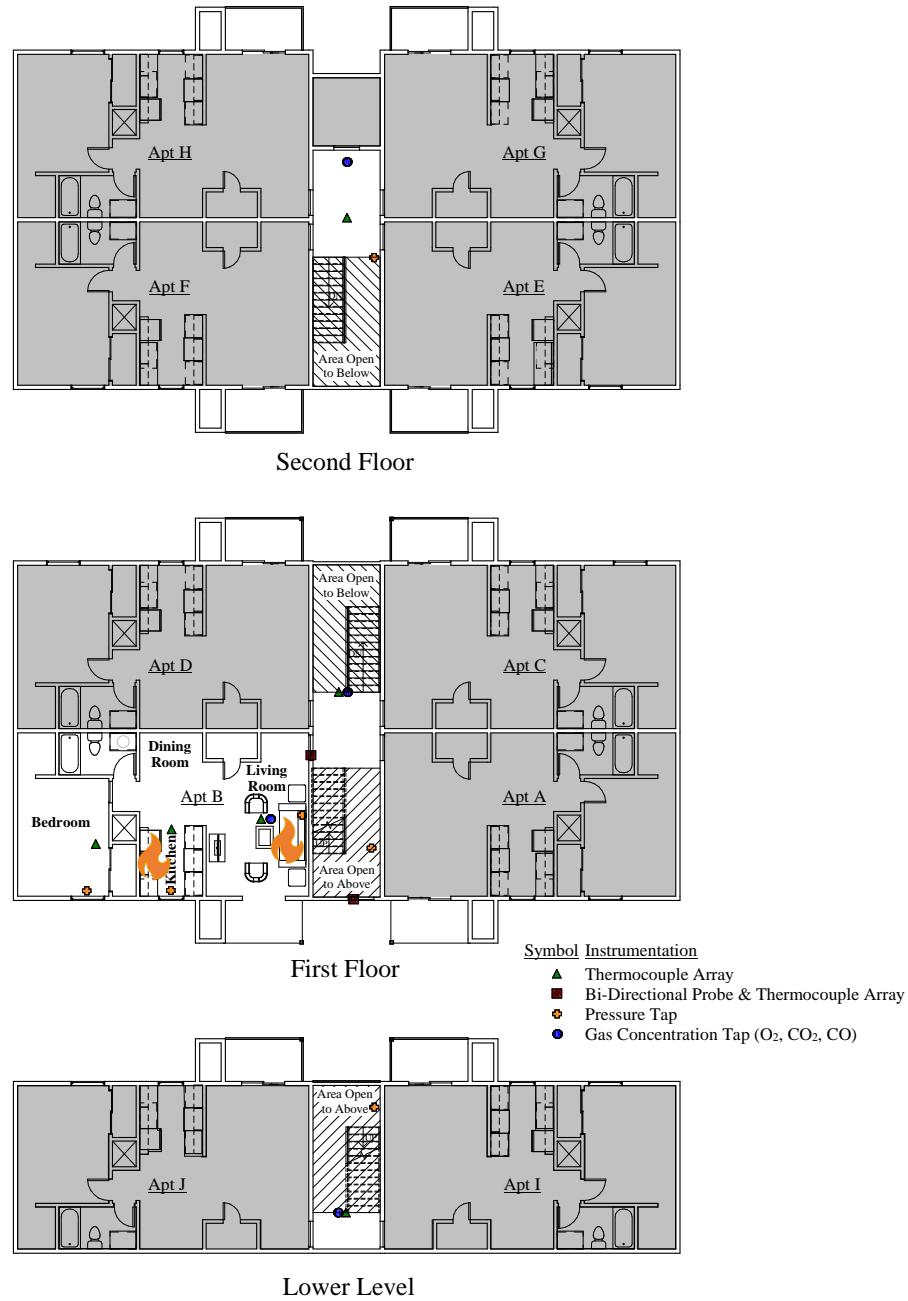 Apt H
Apt G
Apt F
Apt E
Area Open
to Below
Second Floor
Area Open
to Below
Apt D
Apt C
Dining
Room
Living
Room
Apt B
Apt A
Bedroom
Kitchen
Area Open
to Above
First Floor
Symbol Instrumentation
Thermocouple Array
Bi-Directional Probe & Thermocouple Array
Pressure Tap
Gas Concentration Tap (O₂, CO₂, CO)
Area Open
to Above
Apt J
Apt I
Lower Level